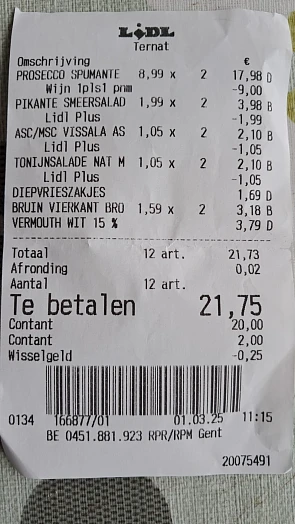 LiDL
Ternat
Omschrijving €
PROSECCO SPUMANTE 8,99 x 2 17,98 D
Wijn 1pls1 pnm -9,00
PIKANTE SMEERSALAD 1,99 x 2 3,98 B
Lidl Plus -1,99
ASC/MSC VISSALA AS 1,05 x 2 2,10 B
Lidl Plus -1,05
TONIJNSALADE NAT M 1,05 x 2 2,10 B
Lidl Plus -1,05
DIEPVRIESZAKJES 1,69 D
BRUIN VIERKANT BRO 1,59 x 2 3,18 B
VERMOUTH WIT 15 % 3,79 D
Totaal 12 art. 21,73
Afronding 0,02
Aantal 12 art.
Te betalen 21,75
Contant 20,00
Contant 2,00
Wisselgeld -0,25
0134 166877/01 01.03.25 11:15
BE 0451.881.923 RPR/RPM Gent
20075491